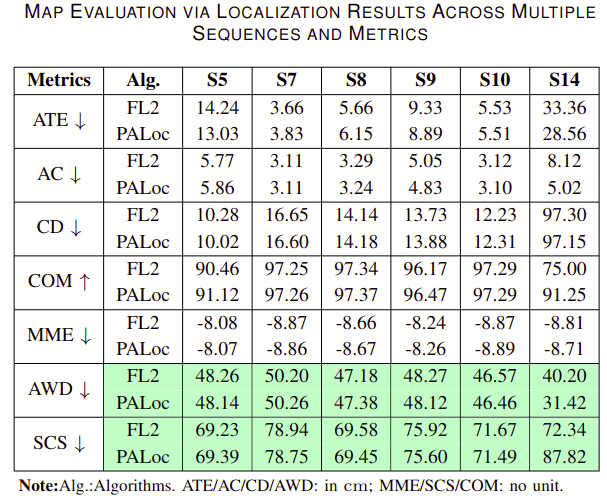 MAP EVALUATION VIA LOCALIZATION RESULTS ACROSS MULTIPLE
SEQUENCES AND METRICS
Metrics Alg. S5 S7 S8 S9 S10 S14
ATE ↓ FL2 14.24 3.66 5.66 9.33 5.53 33.36
PALoc 13.03 3.83 6.15 8.89 5.51 28.56
AC ↓ FL2 5.77 3.11 3.29 5.05 3.12 8.12
PALoc 5.86 3.11 3.24 4.83 3.10 5.02
CD ↓ FL2 10.28 16.65 14.14 13.73 12.23 97.30
PALoc 10.02 16.60 14.18 13.88 12.31 97.15
COM ↑ FL2 90.46 97.25 97.34 96.17 97.29 75.00
PALoc 91.12 97.26 97.37 96.47 97.29 91.25
MME ↓ FL2 -8.08 -8.87 -8.66 -8.24 -8.87 -8.81
PALoc -8.07 -8.86 -8.67 -8.26 -8.89 -8.71
AWD ↓ FL2 48.26 50.20 47.18 48.27 46.57 40.20
PALoc 48.14 50.26 47.38 48.12 46.46 31.42
SCS ↓ FL2 69.23 78.94 69.58 75.92 71.67 72.34
PALoc 69.39 78.75 69.45 75.60 71.49 87.82
Note:Alg.:Algorithms. ATE/AC/CD/AWD: in cm; MME/SCS/COM: no unit.